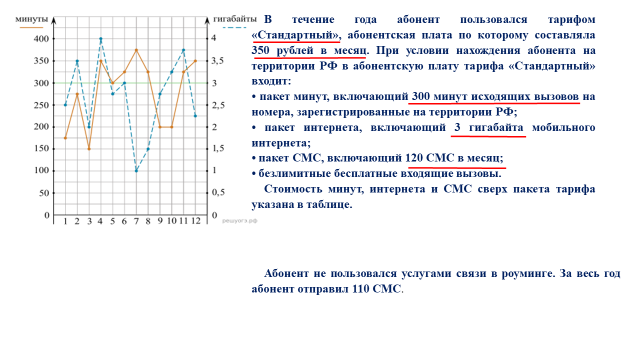 минуты гигабайты
400 4
350 3,5
300 3
250 2,5
200 2
150 1,5
100 1
50 0,5
0 0
1 2 3 4 5 6 7 8 9 10 11 12
решуогэ.рф
В течение года абонент пользовался тарифом
«Стандартный», абонентская плата по которому составляла
350 рублей в месяц. При условии нахождения абонента на
территории РФ в абонентскую плату тарифа «Стандартный»
входит:
• пакет минут, включающий 300 минут исходящих вызовов на
номера, зарегистрированные на территории РФ;
• пакет интернета, включающий 3 гигабайта мобильного
интернета;
• пакет СМС, включающий 120 СМС в месяц;
• безлимитные бесплатные входящие вызовы.
Стоимость минут, интернета и СМС сверх пакета тарифа
указана в таблице.
Абонент не пользовался услугами связи в роуминге. За весь год
абонент отправил 110 СМС.